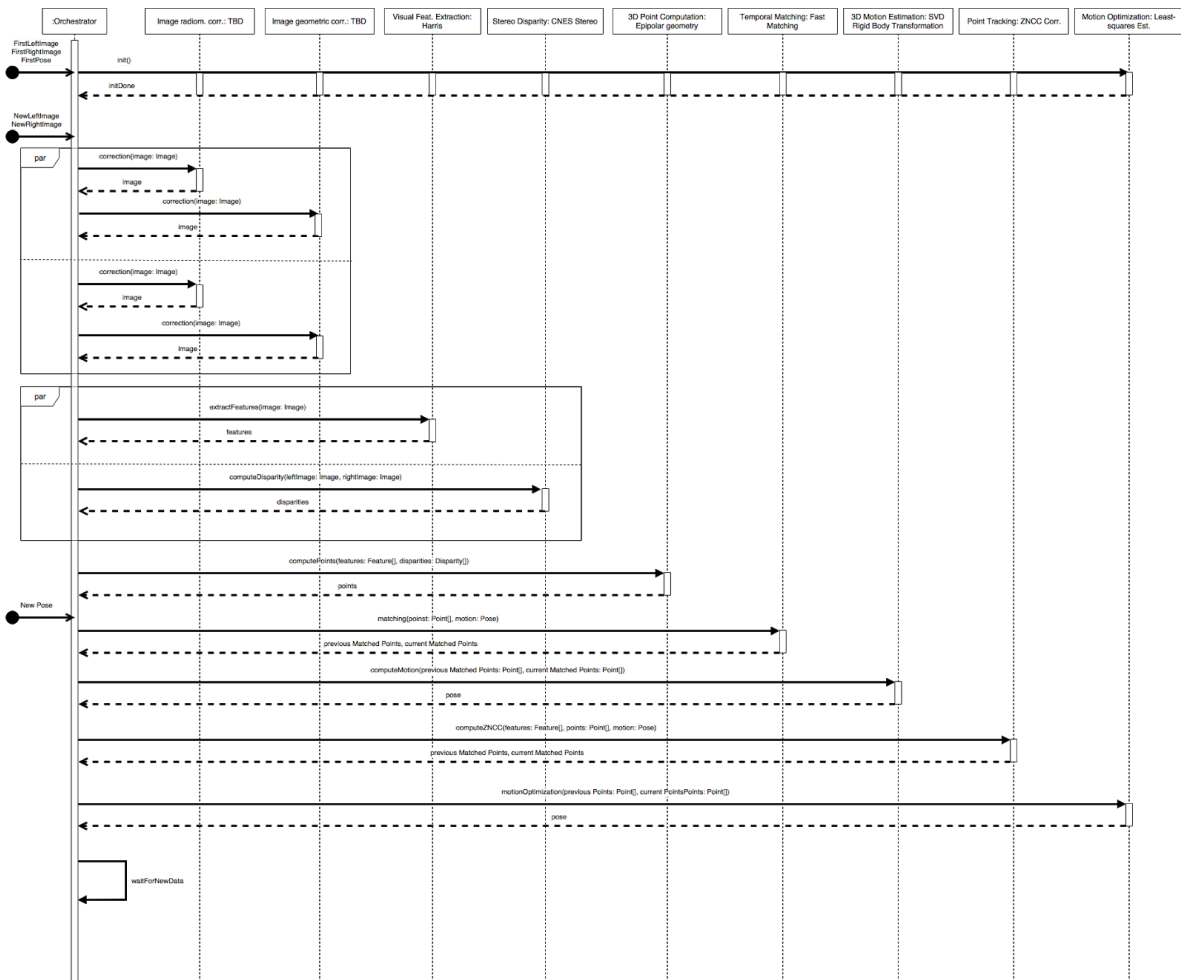 :Orchestrator
Image radiom. corr.: TBD
Image geometric corr.: TBD
Visual Feat. Extraction:
Harris
Stereo Disparity: CNES Stereo
3D Point Computation:
Epipolar geometry
Temporal Matching: Fast
Matching
3D Motion Estimation: SVD
Rigid Body Transformation
Point Tracking: ZNCC Corr.
Motion Optimization: Least-
squares Est.
FirstLeftImage
FirstRightImage
FirstPose
init()
initDone
NewLeftImage
NewRightImage
par
correction(image: Image)
image
correction(image: Image)
image
correction(image: Image)
image
correction(image: Image)
image
par
extractFeatures(image: Image)
features
computeDisparity(leftImage: Image, rightImage: Image)
disparities
computePoints(features: Feature[], disparities: Disparity[])
points
New Pose
matching(poinst: Point[], motion: Pose)
previous Matched Points, current Matched Points
computeMotion(previous Matched Points: Point[], current Matched Points: Point[])
pose
computeZNCC(features: Feature[], points: Point[], motion: Pose)
previous Matched Points, current Matched Points
motionOptimization(previous Points: Point[], current PointsPoints: Point[])
pose
waitForNewData